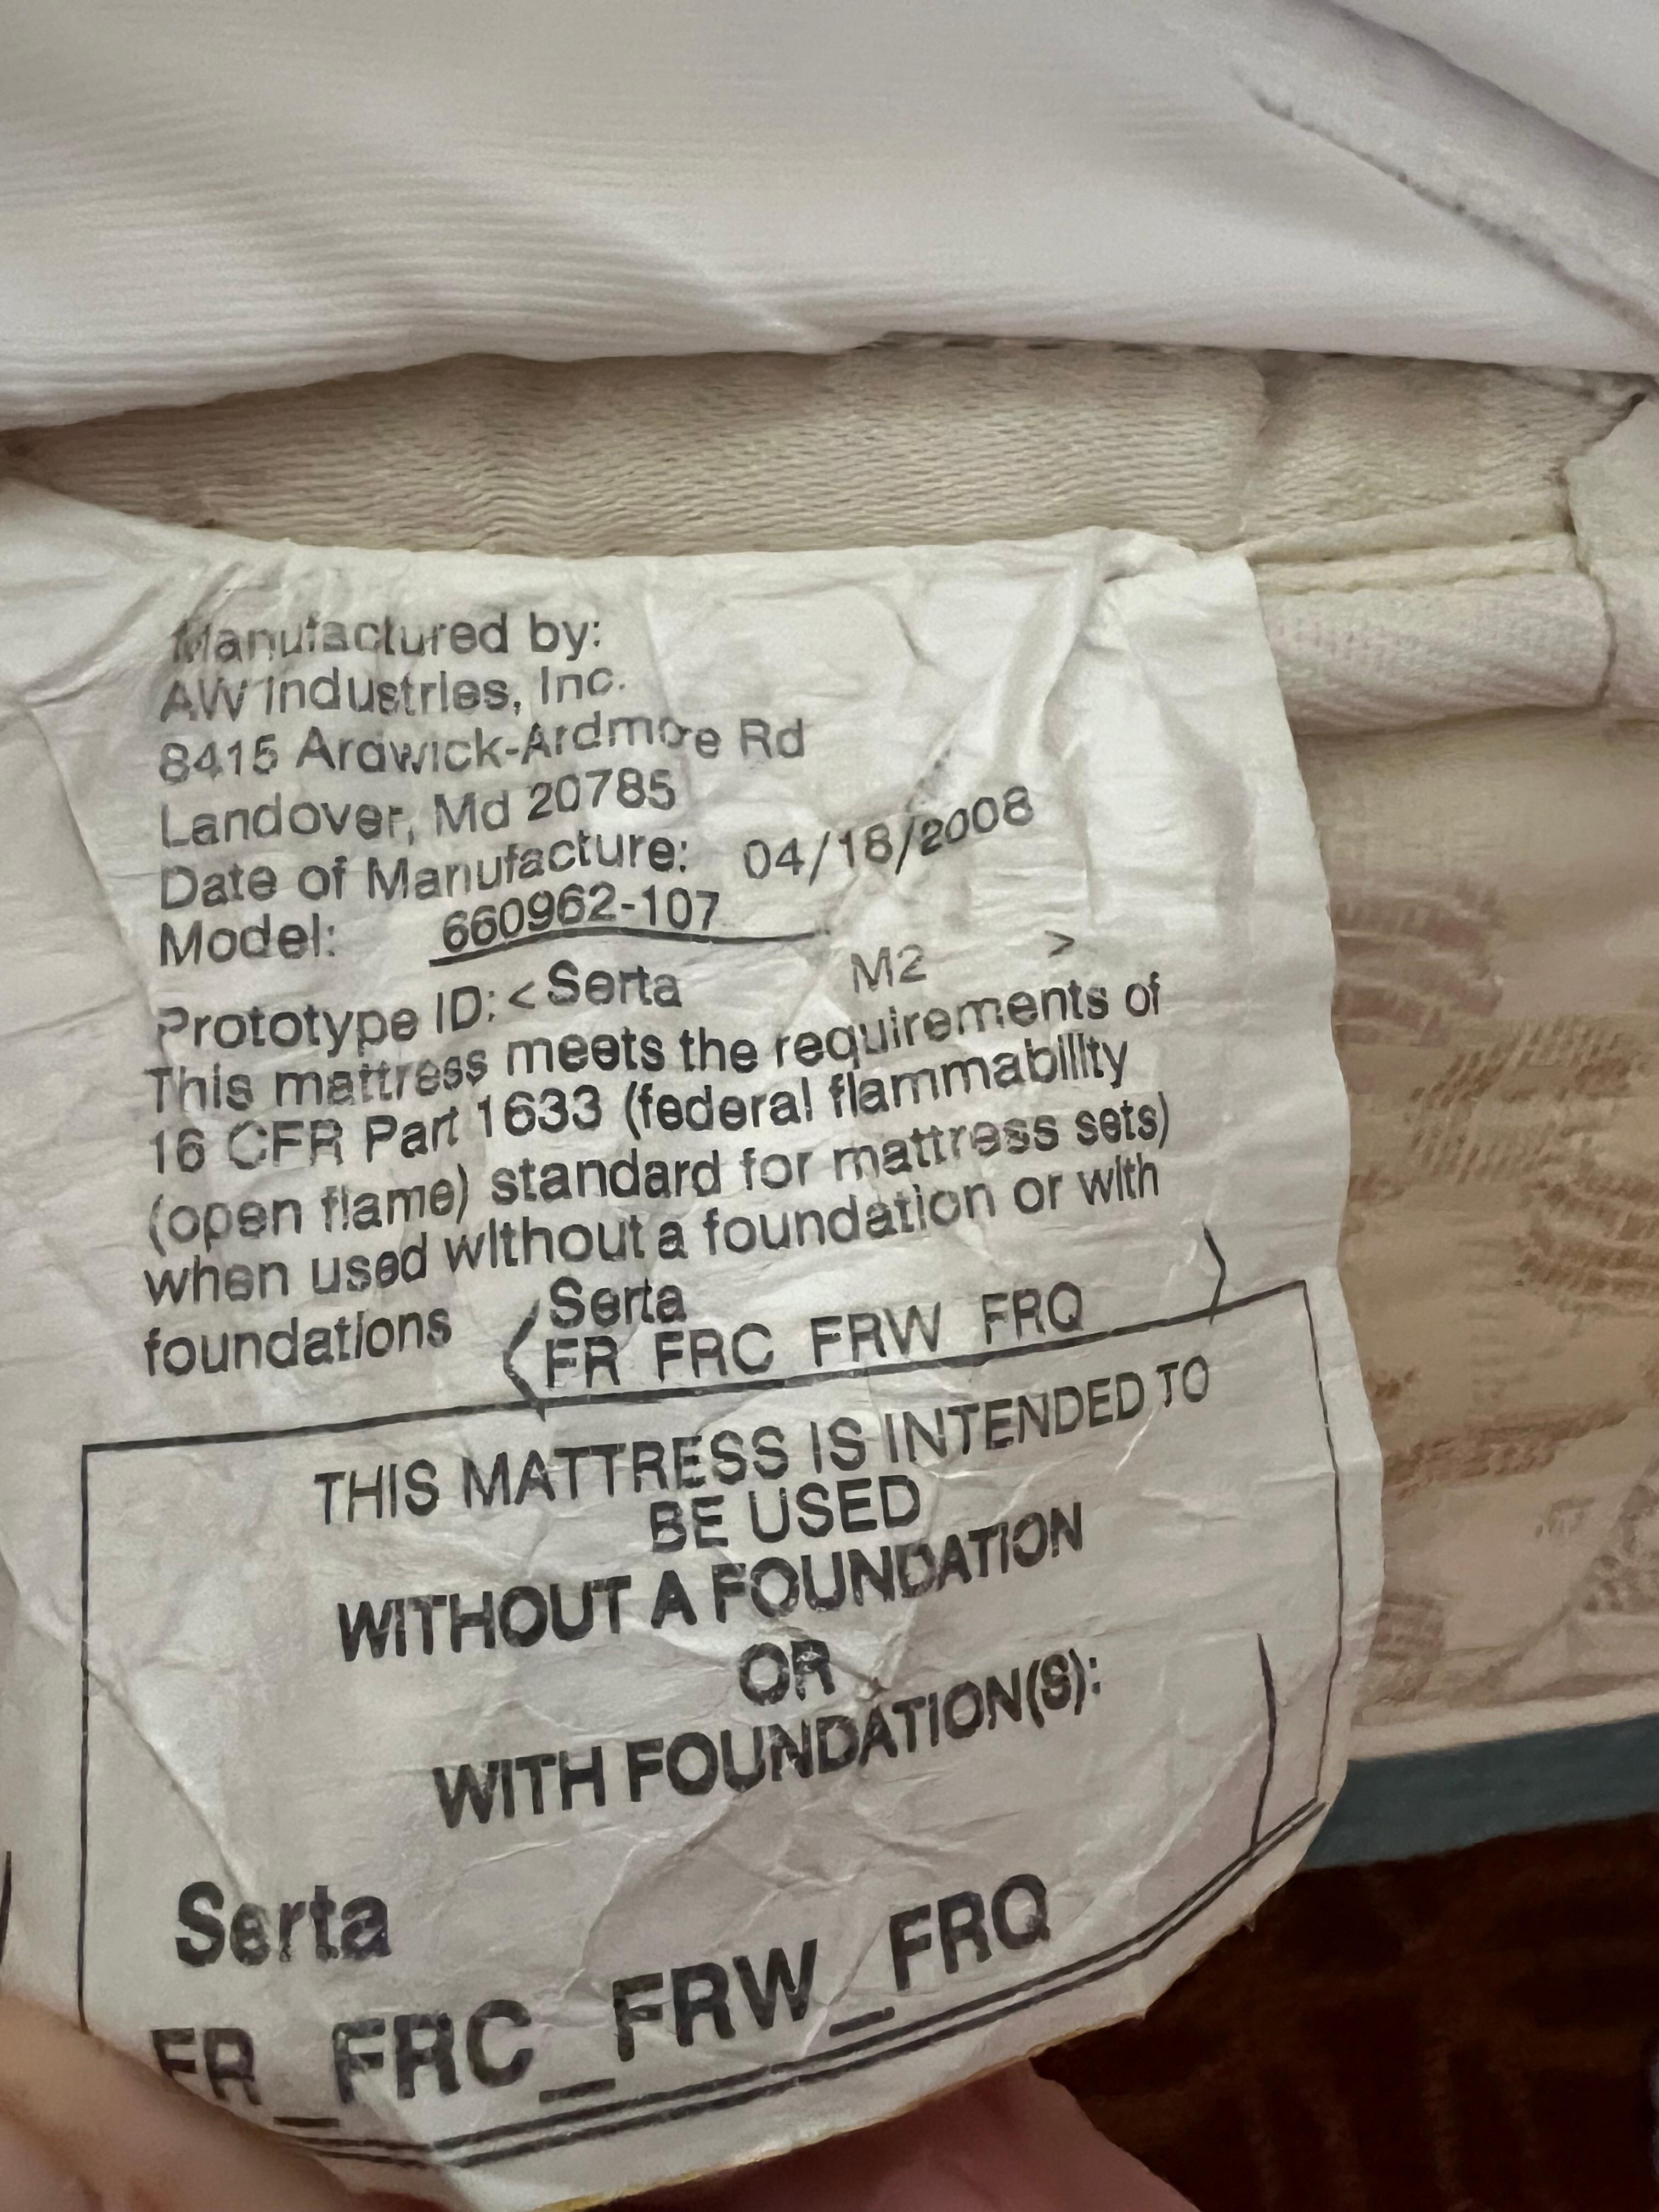 Manufactured by:
AW Industries, Inc.
8415 Ardwick-Ardmore Rd
Landover, Md 20785
Date of Manufacture: 04/18/2008
Model: 660962-107
Prototype ID: < Serta M2 >
This mattress meets the requirements of
16 CFR Part 1633 (federal flammability
(open flame) standard for mattress sets)
when used without a foundation or with
foundations Serta
FR FRC FRW FRQ
THIS MATTRESS IS INTENDED TO
BE USED
WITHOUT A FOUNDATION
OR
WITH FOUNDATION(S):
Serta
FR_FRC_FRW_FRQ